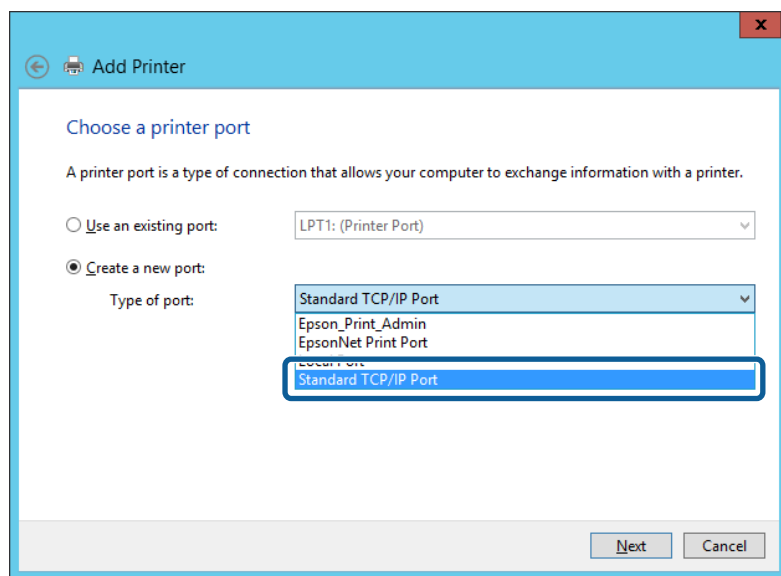 x
Add Printer
Choose a printer port
A printer port is a type of connection that allows your computer to exchange information with a printer.
Use an existing port: LPT1: (Printer Port)
Create a new port:
Type of port: Standard TCP/IP Port
Epson_Print_Admin
EpsonNet Print Port
Local Port
Standard TCP/IP Port
Next Cancel